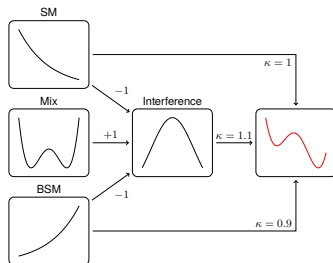 SM
κ = 1
−1
Mix
Interference
+1
κ = 1.1
BSM
−1
κ = 0.9